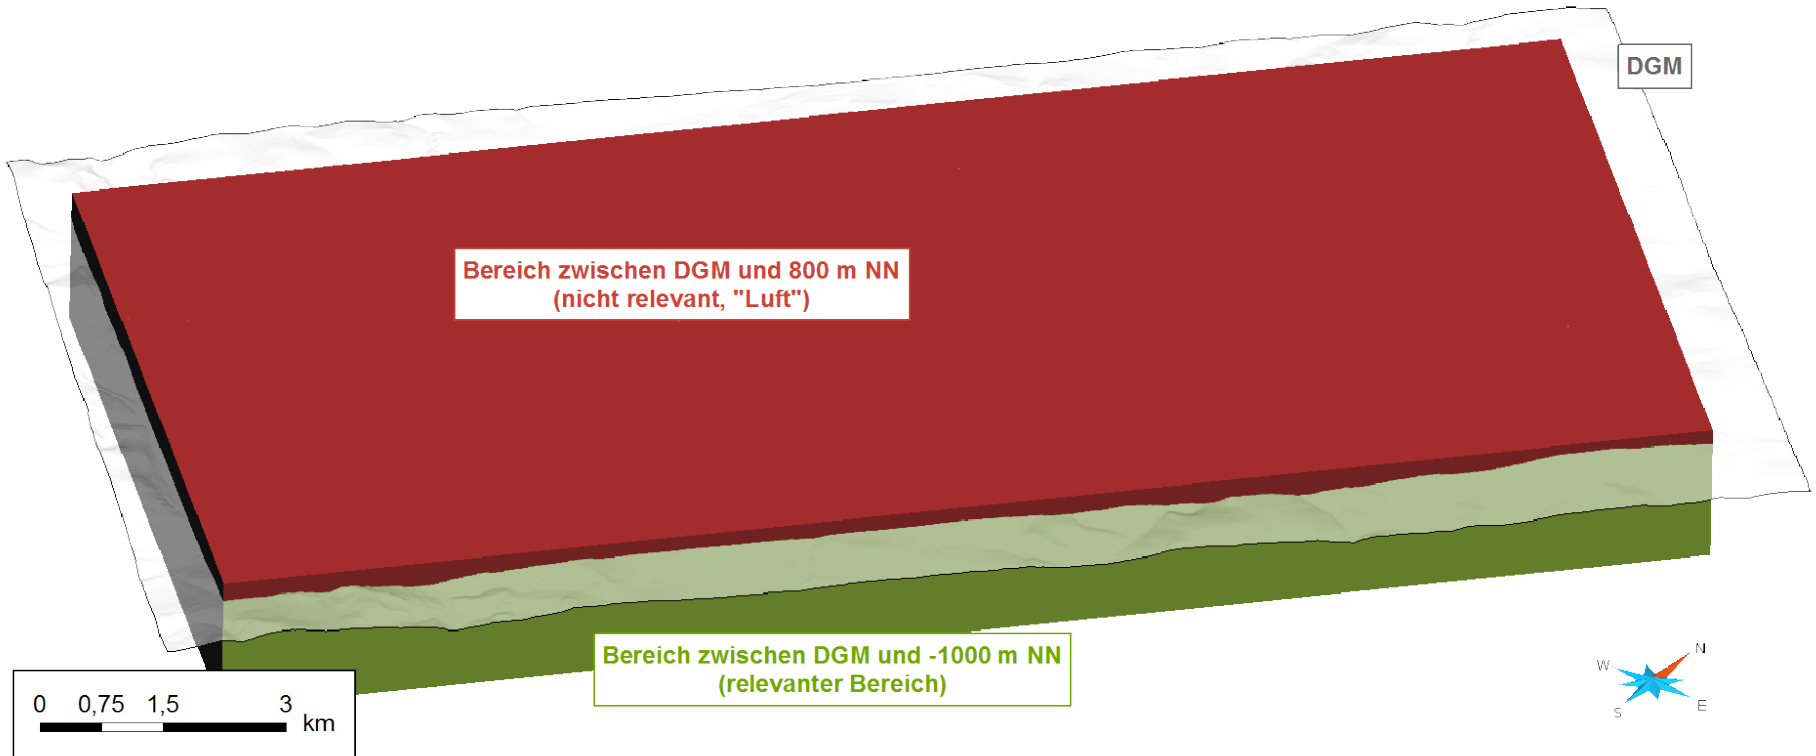 DGM
Bereich zwischen DGM und 800 m NN
(nicht relevant, "Luft")
Bereich zwischen DGM und -1000 m NN
(relevanter Bereich)
0 0,75 1,5 3 km
N
W
E
S